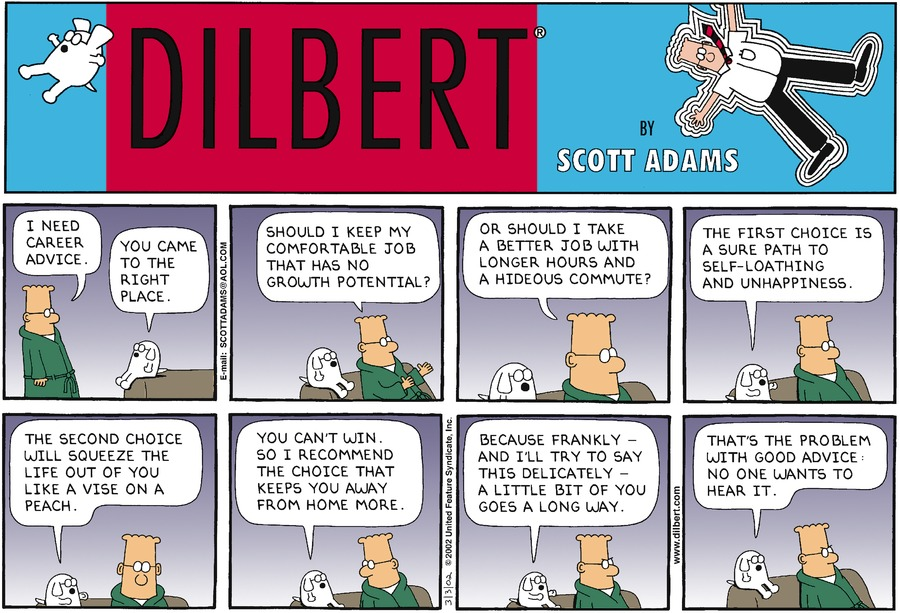 DILBERT®
BY
SCOTT ADAMS
I NEED
CAREER
ADVICE.
YOU CAME
TO THE
RIGHT
PLACE.
E-mail: SCOTTADAMS@AOL.COM
SHOULD I KEEP MY
COMFORTABLE JOB
THAT HAS NO
GROWTH POTENTIAL?
OR SHOULD I TAKE
A BETTER JOB WITH
LONGER HOURS AND
A HIDEOUS COMMUTE?
THE FIRST CHOICE IS
A SURE PATH TO
SELF-LOATHING
AND UNHAPPINESS.
THE SECOND CHOICE
WILL SQUEEZE THE
LIFE OUT OF YOU
LIKE A VISE ON A
PEACH.
YOU CAN'T WIN.
SO I RECOMMEND
THE CHOICE THAT
KEEPS YOU AWAY
FROM HOME MORE.
3/3/02 © 2002 United Feature Syndicate, Inc.
BECAUSE FRANKLY –
AND I'LL TRY TO SAY
THIS DELICATELY –
A LITTLE BIT OF YOU
GOES A LONG WAY.
www.dilbert.com
THAT'S THE PROBLEM
WITH GOOD ADVICE:
NO ONE WANTS TO
HEAR IT.